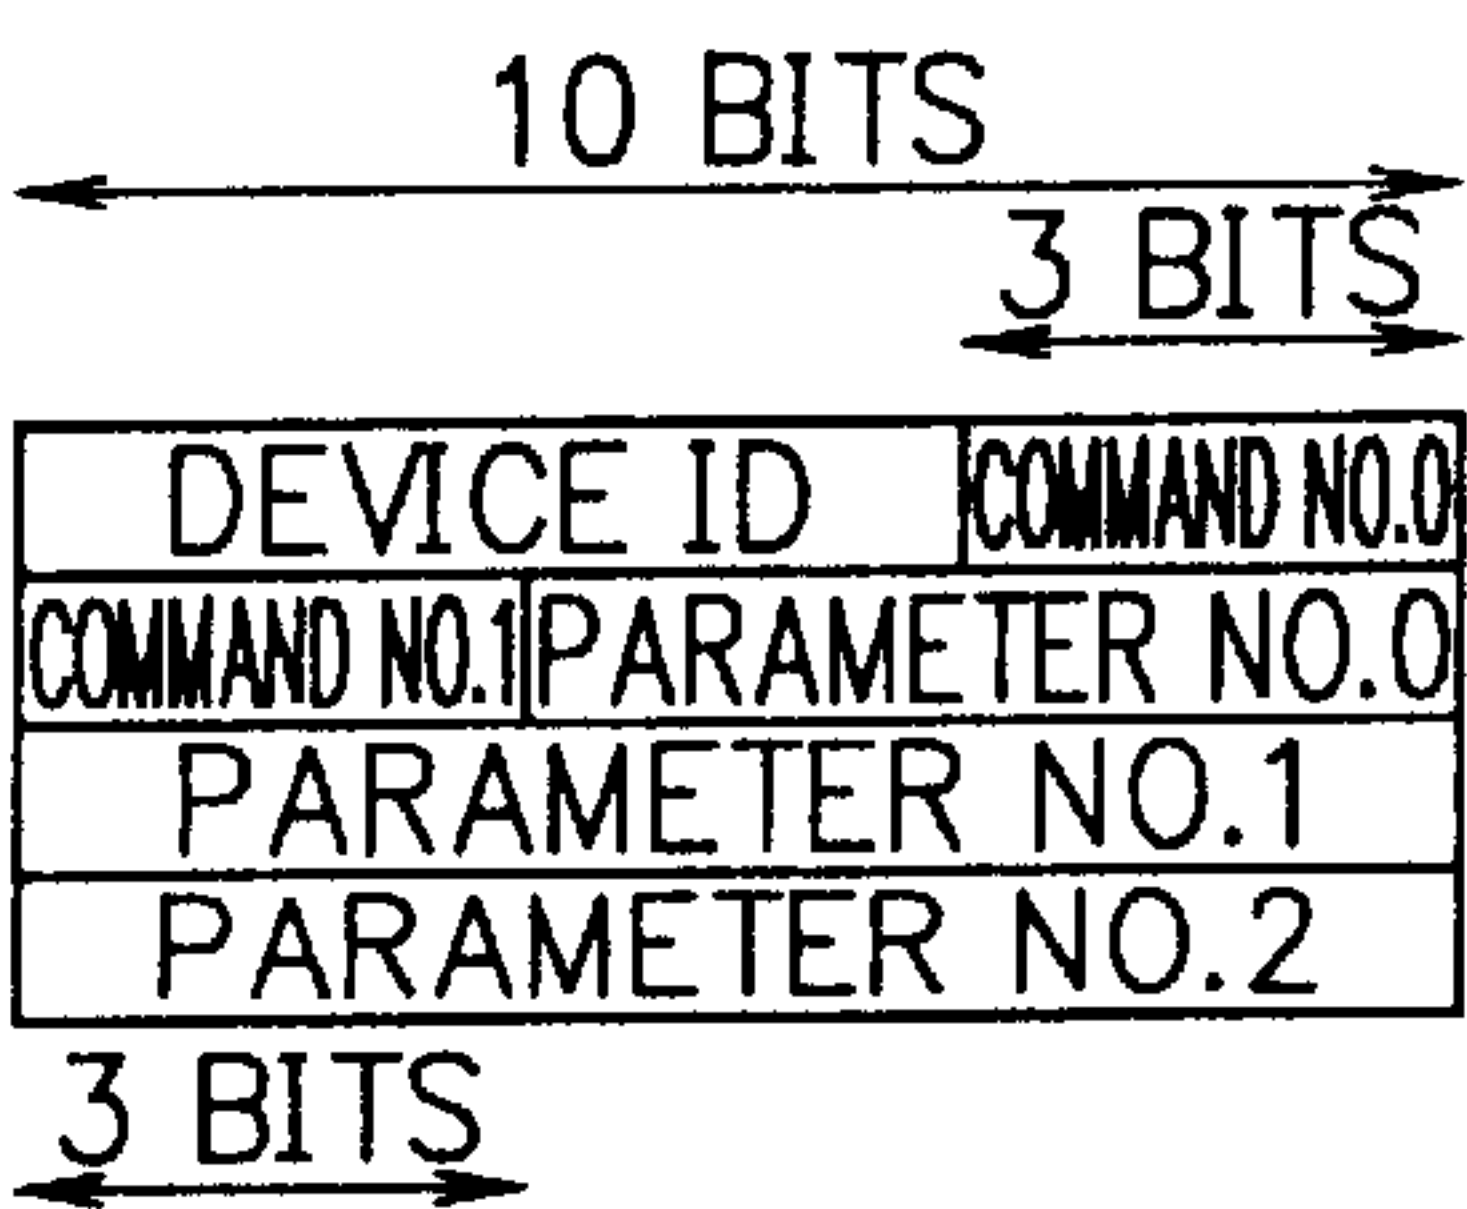 10 BITS
3 BITS
DEVICE ID COMMAND NO.0
COMMAND NO.1 PARAMETER NO.0
PARAMETER NO.1
PARAMETER NO.2
3 BITS